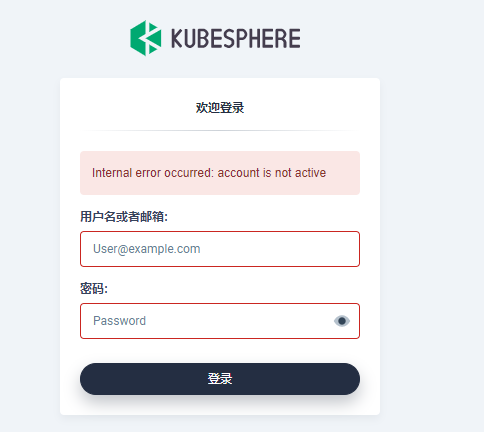 KUBESPHERE
欢迎登录
Internal error occurred: account is not active
用户名或者邮箱:
User@example.com
密码:
Password
登录